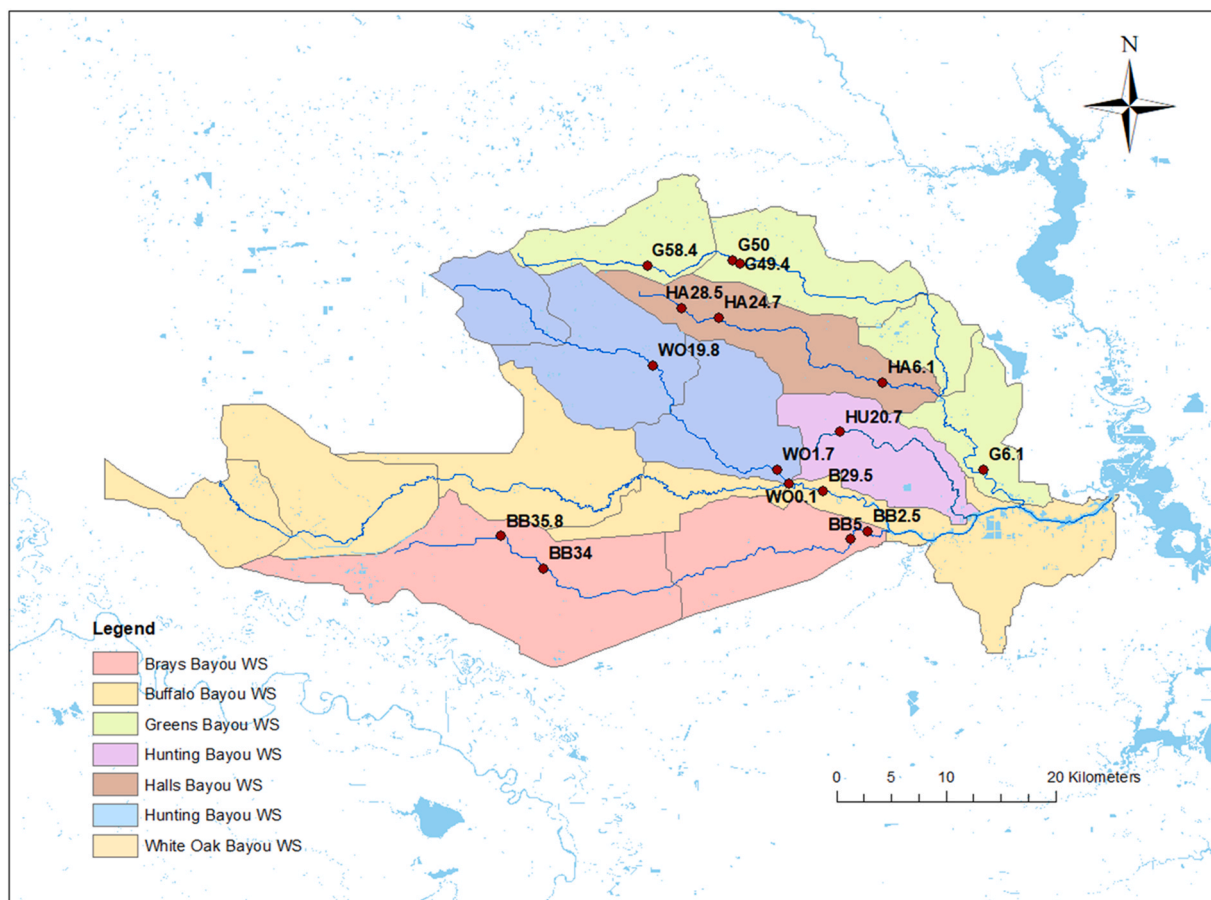 N
G58.4
G50
G49.4
HA28.5
HA24.7
WO19.8
HA6.1
HU20.7
WO1.7
G6.1
B29.5
WO0.1
BB35.8
BB5
BB2.5
BB34
Legend
Brays Bayou WS
Buffalo Bayou WS
Greens Bayou WS
Hunting Bayou WS
Halls Bayou WS
Hunting Bayou WS
White Oak Bayou WS
0 5 10 20 Kilometers